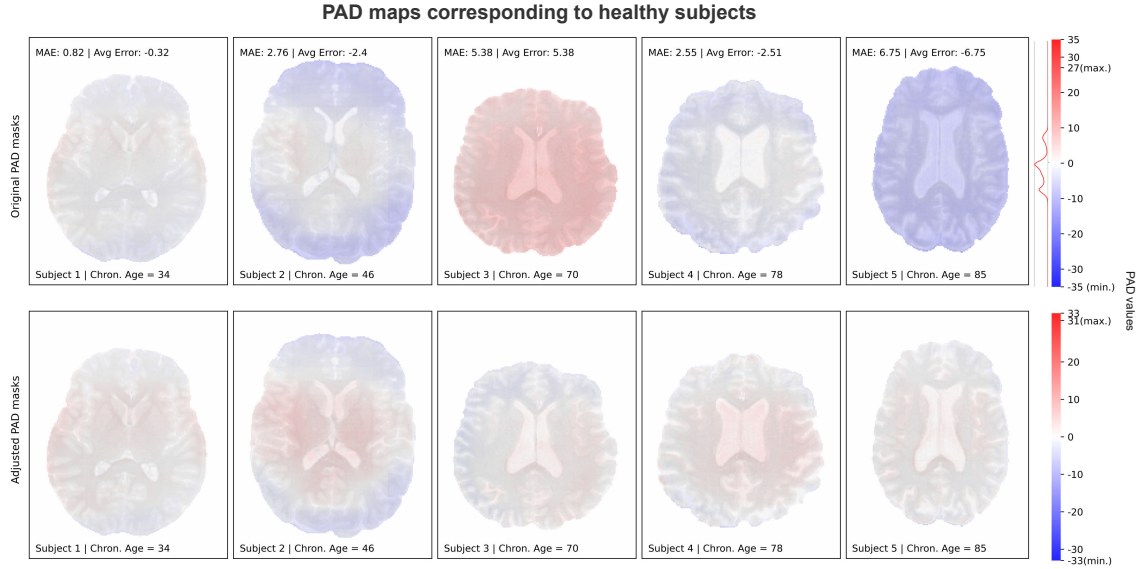 PAD maps corresponding to healthy subjects
Original PAD masks
MAE: 0.82 | Avg Error: -0.32
Subject 1 | Chron. Age = 34
MAE: 2.76 | Avg Error: -2.4
Subject 2 | Chron. Age = 46
MAE: 5.38 | Avg Error: 5.38
Subject 3 | Chron. Age = 70
MAE: 2.55 | Avg Error: -2.51
Subject 4 | Chron. Age = 78
MAE: 6.75 | Avg Error: -6.75
Subject 5 | Chron. Age = 85
35
30
27(max.)
20
10
0
-10
-20
-30
-35 (min.)
PAD values
Adjusted PAD masks
Subject 1 | Chron. Age = 34
Subject 2 | Chron. Age = 46
Subject 3 | Chron. Age = 70
Subject 4 | Chron. Age = 78
Subject 5 | Chron. Age = 85
33
31(max.)
20
10
0
-10
-20
-30
-33(min.)